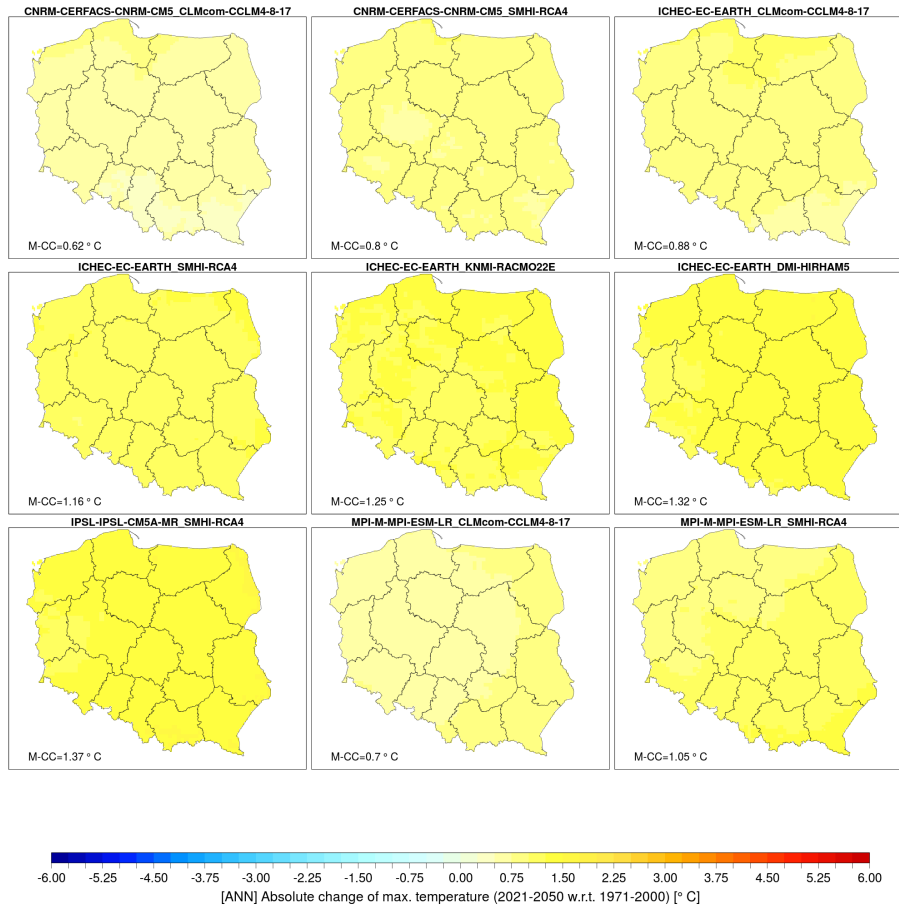 CNRM-CERFACS-CNRM-CM5_CLMcom-CCLM4-8-17
CNRM-CERFACS-CNRM-CM5_SMHI-RCA4
ICHEC-EC-EARTH_CLMcom-CCLM4-8-17
M-CC=0.62 ° C
M-CC=0.8 ° C
M-CC=0.88 ° C
ICHEC-EC-EARTH_SMHI-RCA4
ICHEC-EC-EARTH_KNMI-RACMO22E
ICHEC-EC-EARTH_DMI-HIRHAM5
M-CC=1.16 ° C
M-CC=1.25 ° C
M-CC=1.32 ° C
IPSL-IPSL-CM5A-MR_SMHI-RCA4
MPI-M-MPI-ESM-LR_CLMcom-CCLM4-8-17
MPI-M-MPI-ESM-LR_SMHI-RCA4
M-CC=1.37 ° C
M-CC=0.7 ° C
M-CC=1.05 ° C
-6.00 -5.25 -4.50 -3.75 -3.00 -2.25 -1.50 -0.75 0.00 0.75 1.50 2.25 3.00 3.75 4.50 5.25 6.00
[ANN] Absolute change of max. temperature (2021-2050 w.r.t. 1971-2000) [° C]